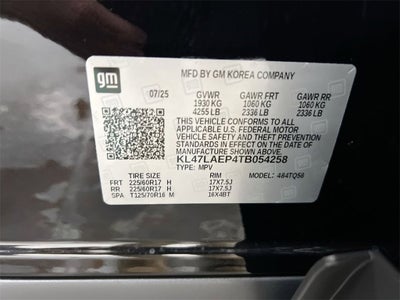 gm
MFD BY GM KOREA COMPANY
07/25 GVWR GAWR FRT GAWR RR
1930 KG 1060 KG 1060 KG
4255 LB 2336 LB 2336 LB
THIS VEHICLE CONFORMS TO ALL
APPLICABLE U.S. FEDERAL MOTOR
VEHICLE SAFETY AND THEFT PREVENTION
STANDARDS IN EFFECT ON THE DATE OF
MANUFACTURE SHOWN ABOVE.
KL47LAEP4TB054258
TYPE: MPV
TIRE SIZE RIM MODEL: 484TQ58
FRT 225/60R17 H 17X7.5J
RR 225/60R17 H 17X7.5J
SPA T125/70R16 M 16X4BT